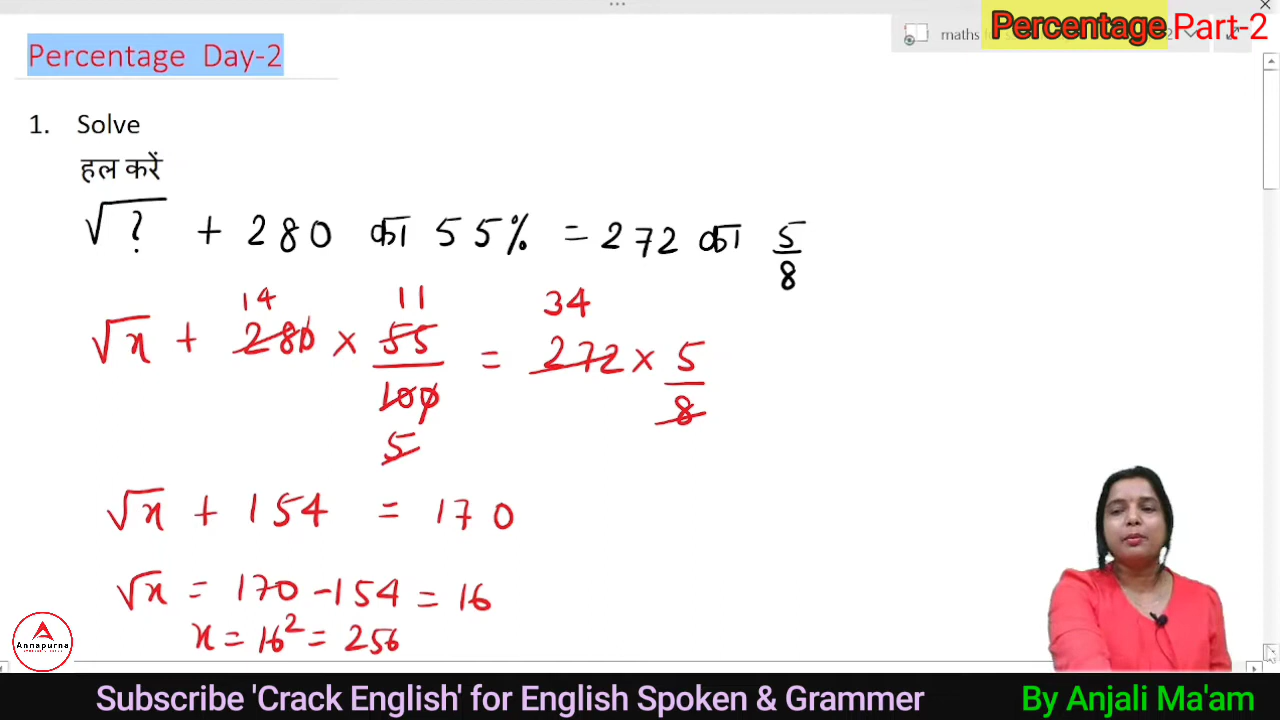 Percentage Part-2
maths
Percentage Day-2
1. Solve
हल करें
√? + 280 का 55% = 272 का 5/8
14 11 34
√x + 280 × 55/100 = 272 × 5/8
5
√x + 154 = 170
√x = 170 - 154 = 16
x = 16² = 256
Annapurna
Subscribe 'Crack English' for English Spoken & Grammer By Anjali Ma'am